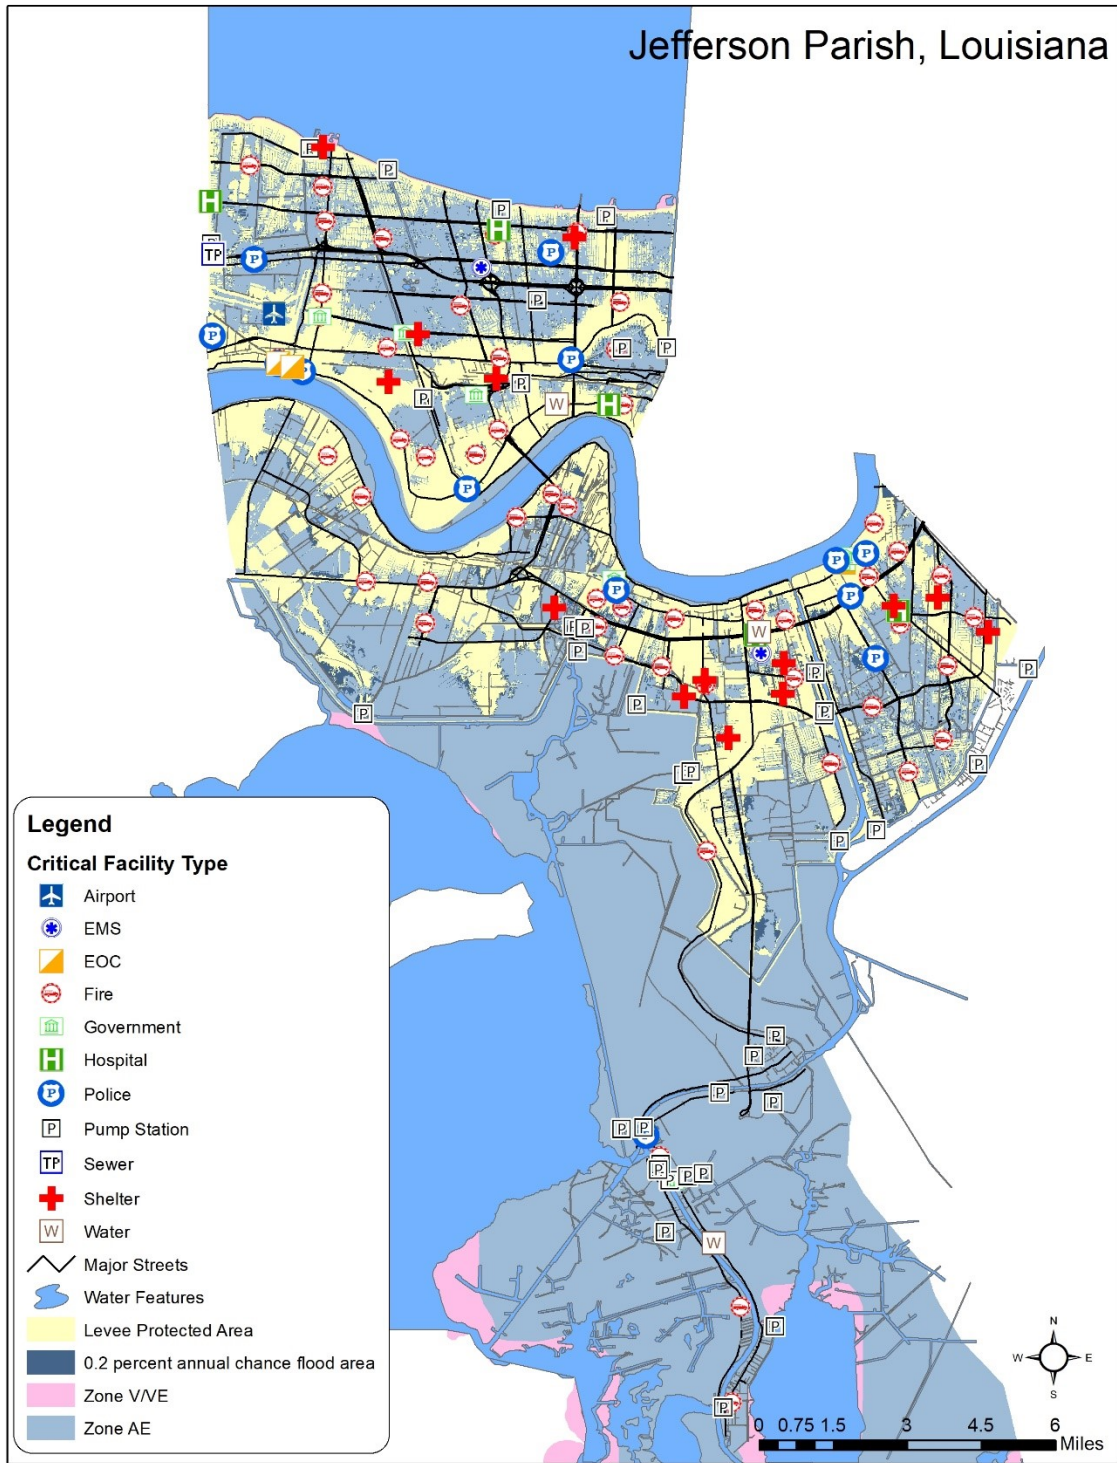 Jefferson Parish, Louisiana
Legend
Critical Facility Type
Airport
EMS
EOC
Fire
Government
H Hospital
P Police
P Pump Station
TP Sewer
Shelter
W Water
Major Streets
Water Features
Levee Protected Area
0.2 percent annual chance flood area
Zone V/VE
Zone AE
N
W E
S
0 0.75 1.5 3 4.5 6
Miles